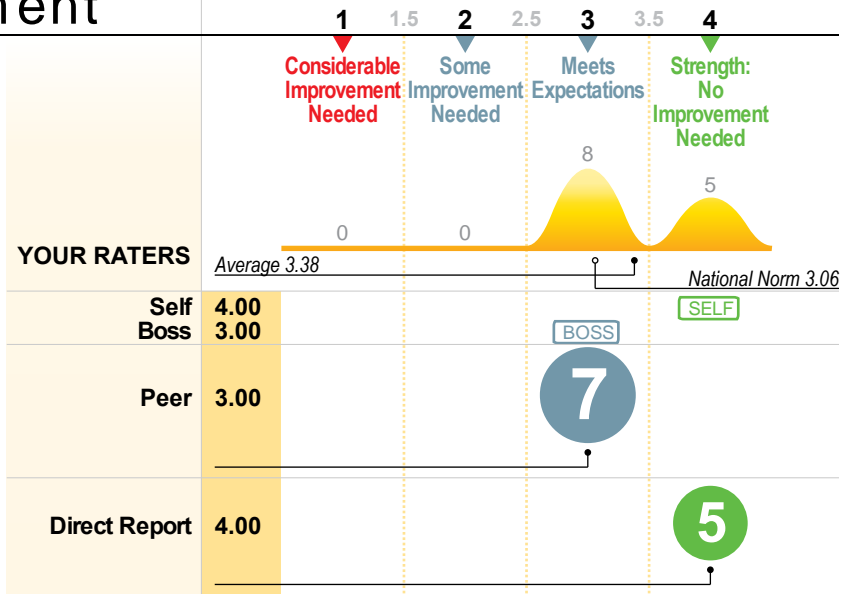 1 1.5 2 2.5 3 3.5 4
Considerable Improvement Needed
Some Improvement Needed
Meets Expectations
Strength: No Improvement Needed
0 0 8 5
YOUR RATERS
Average 3.38
National Norm 3.06
Self 4.00 SELF
Boss 3.00 BOSS
Peer 3.00 7
Direct Report 4.00 5